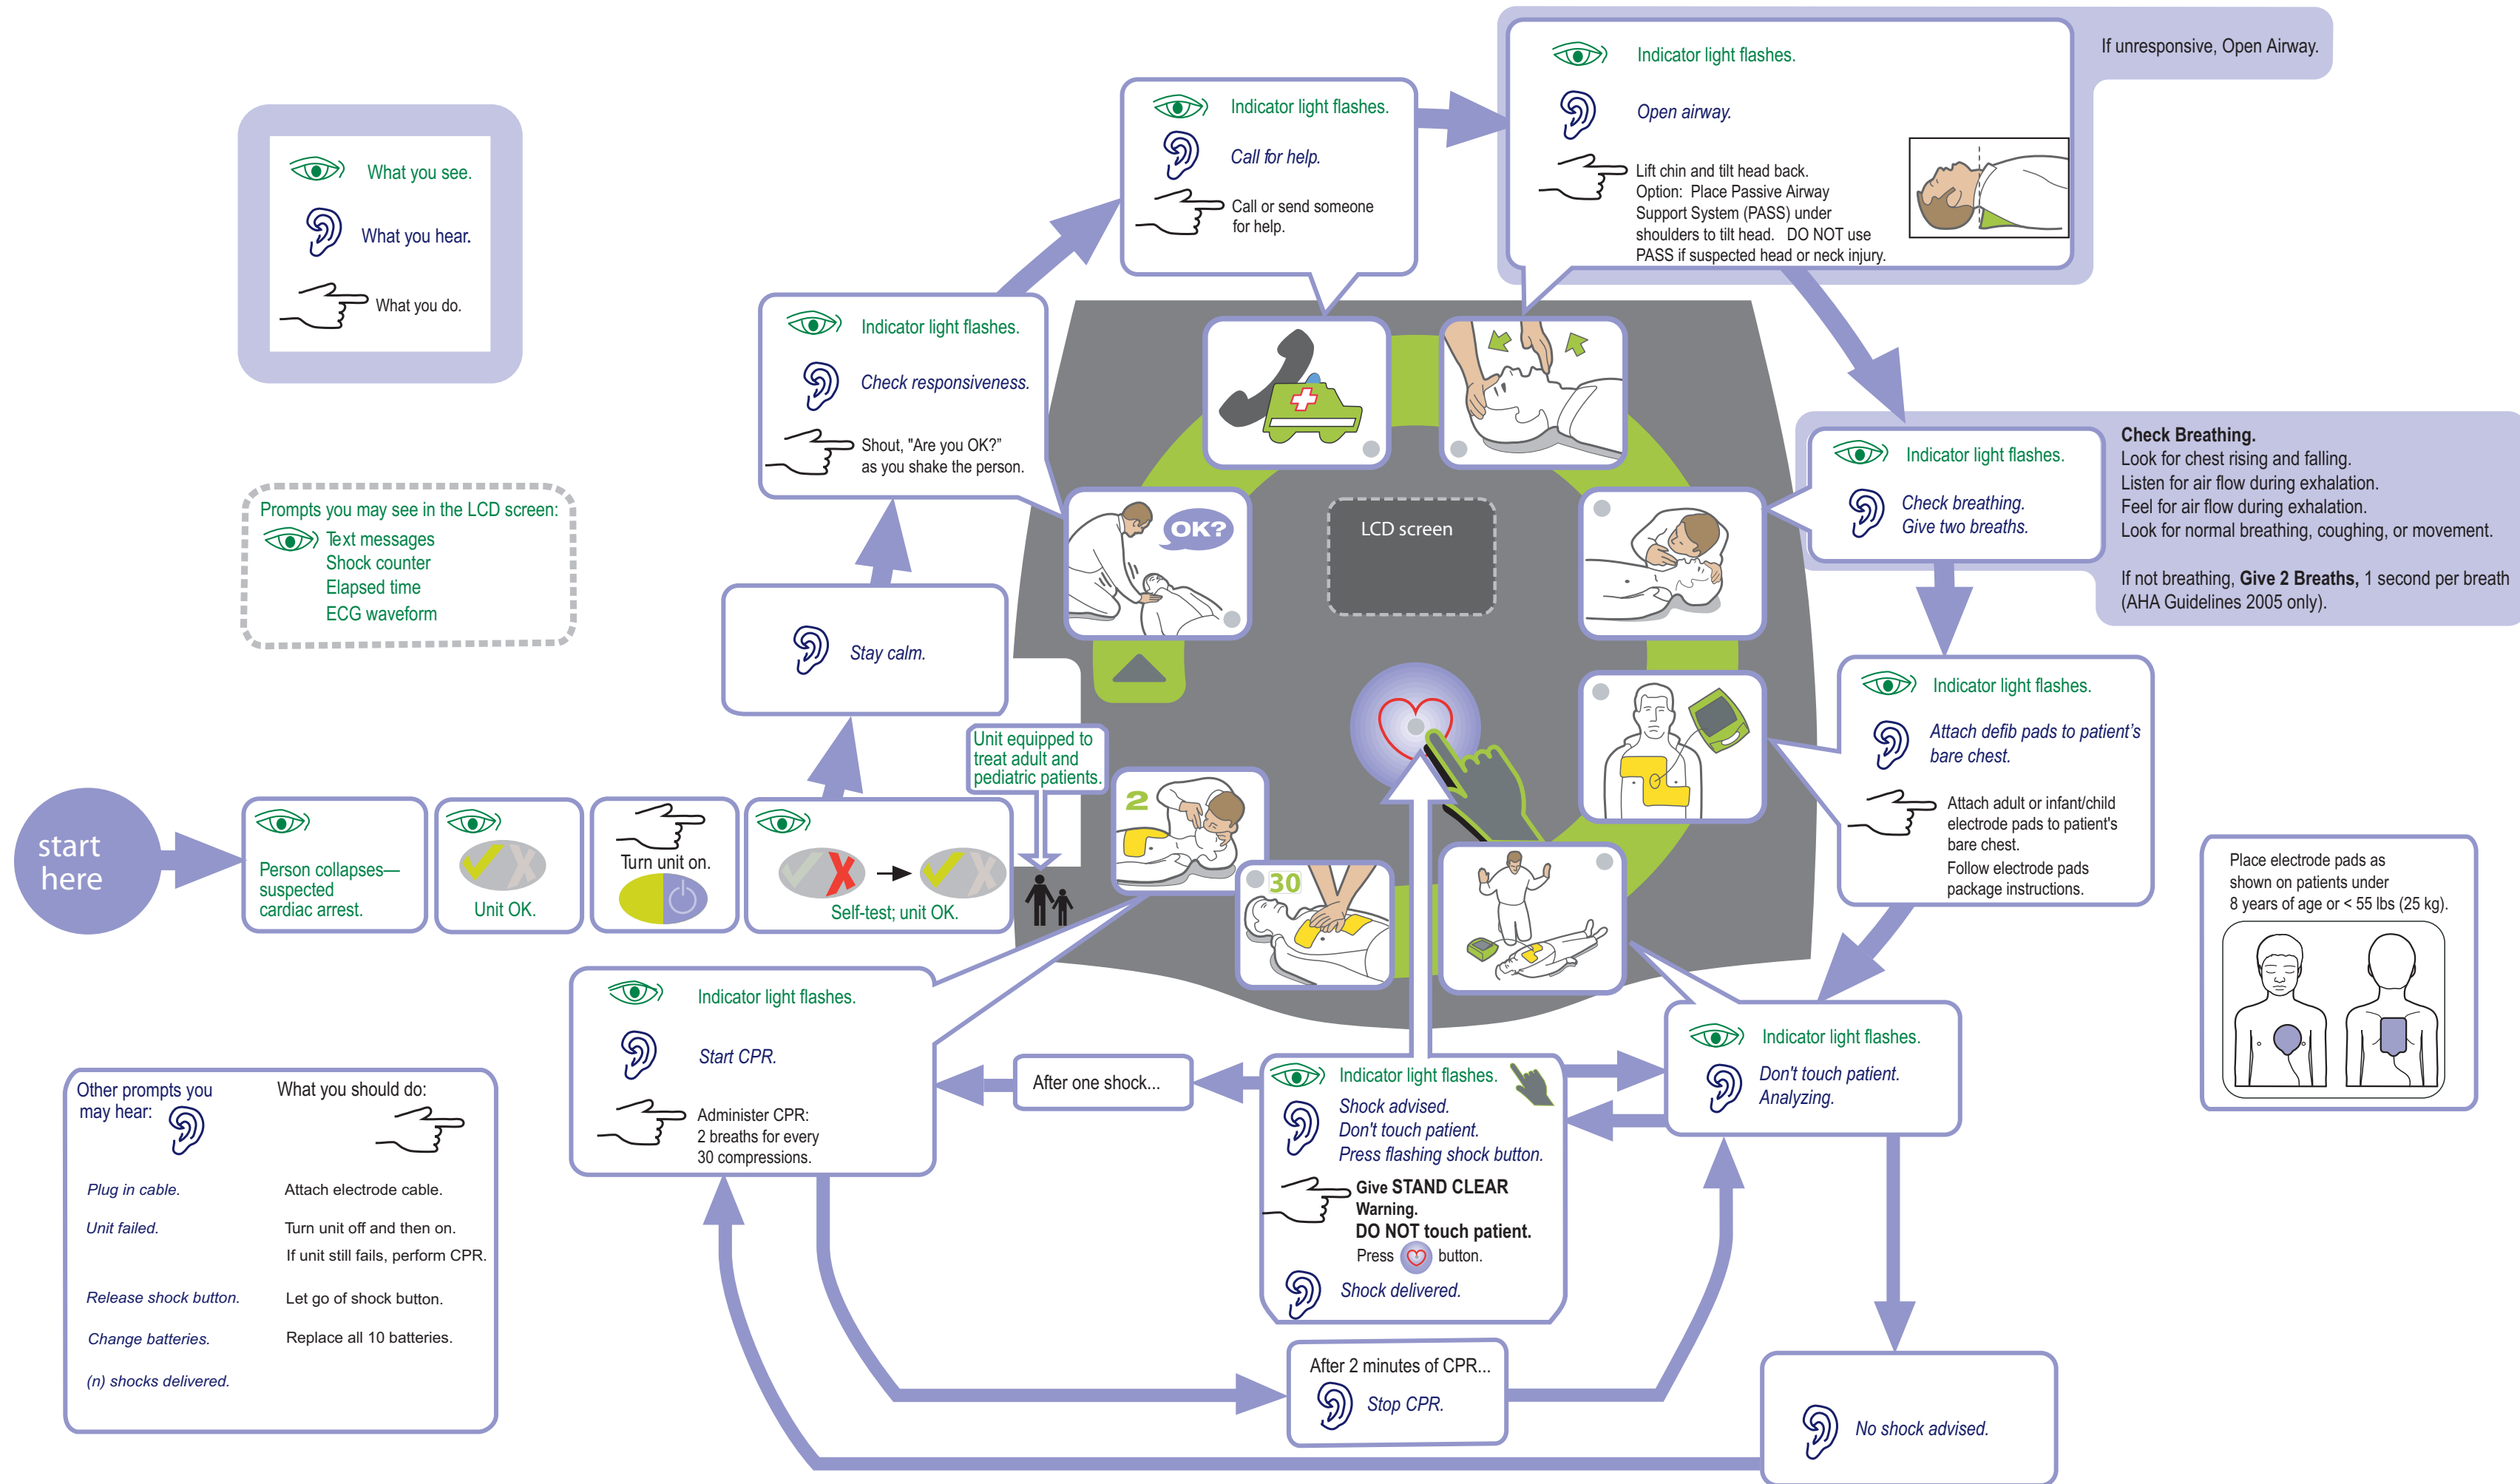 What you see.
What you hear.
What you do.
Prompts you may see in the LCD screen:
Text messages
Shock counter
Elapsed time
ECG waveform
start
here
Person collapses—
suspected
cardiac arrest.
Unit OK.
Turn unit on.
Self-test; unit OK.
Unit equipped to
treat adult and
pediatric patients.
Stay calm.
Indicator light flashes.
Check responsiveness.
Shout, "Are you OK?”
as you shake the person.
Indicator light flashes.
Call for help.
Call or send someone
for help.
Indicator light flashes.
Open airway.
Lift chin and tilt head back.
Option: Place Passive Airway
Support System (PASS) under
shoulders to tilt head. DO NOT use
PASS if suspected head or neck injury.
If unresponsive, Open Airway.
Indicator light flashes.
Check breathing.
Give two breaths.
Check Breathing.
Look for chest rising and falling.
Listen for air flow during exhalation.
Feel for air flow during exhalation.
Look for normal breathing, coughing, or movement.
If not breathing, Give 2 Breaths, 1 second per breath
(AHA Guidelines 2005 only).
OK?
LCD screen
2
30
Indicator light flashes.
Attach defib pads to patient's
bare chest.
Attach adult or infant/child
electrode pads to patient's
bare chest.
Follow electrode pads
package instructions.
Place electrode pads as
shown on patients under
8 years of age or < 55 lbs (25 kg).
Indicator light flashes.
Don't touch patient.
Analyzing.
Indicator light flashes.
Shock advised.
Don't touch patient.
Press flashing shock button.
Give STAND CLEAR
Warning.
DO NOT touch patient.
Press button.
Shock delivered.
After one shock...
Indicator light flashes.
Start CPR.
Administer CPR:
2 breaths for every
30 compressions.
After 2 minutes of CPR...
Stop CPR.
No shock advised.
Other prompts you
may hear:
What you should do:
Plug in cable.
Attach electrode cable.
Unit failed.
Turn unit off and then on.
If unit still fails, perform CPR.
Release shock button.
Let go of shock button.
Change batteries.
Replace all 10 batteries.
(n) shocks delivered.